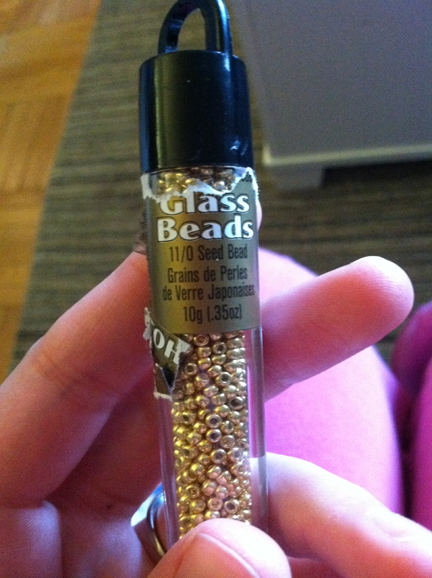 Glass
Beads
11/0 Seed Bead
Grains de Perles
de Verre Japonaises
10g (.35oz)